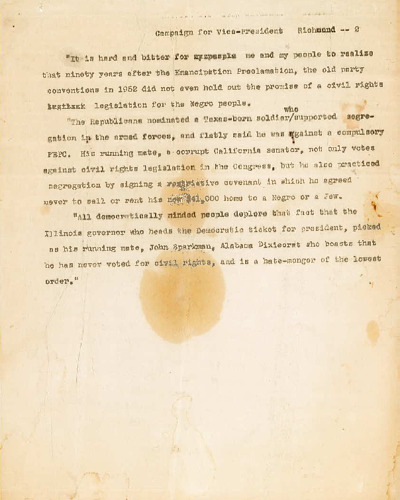 Campaign for Vice-President Richmond -- 2
"It is hard and bitter for me and my people to realize
that ninety years after the Emancipation Proclamation, the old party
conventions in 1952 did not even hold out the promise of a civil rights
legislation for the Negro people.
who
"The Republicans nominated a Texas-born soldier/supported segre-
gation in the armed forces, and flatly said he was against a compulsory
FEPC. His running mate, a corrupt California senator, not only votes
against civil rights legislation in the Congress, but he also practiced
segregation by signing a restrictive covenant in which he agreed
never to sell or rent his now $41,000 home to a Negro or a Jew.
"All democratically minded people deplore that fact that the
Illinois governor who heads the Democratic ticket for president, picked
as his running mate, John Sparkman, Alabama Dixiecrat who boasts that
he has never voted for civil rights, and is a hate-monger of the lowest
order."